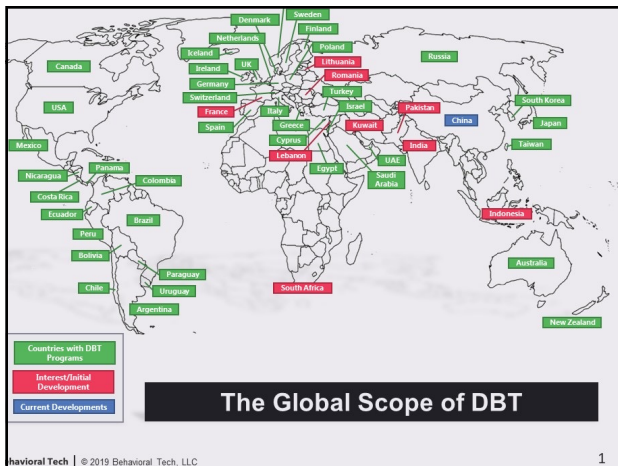 Sweden
Denmark
Finland
Netherlands
Poland
Iceland
Lithuania
Ireland
UK
Romania
Russia
Canada
Germany
Turkey
Switzerland
Israel
South Korea
USA
France
Italy
Pakistan
China
Spain
Greece
Kuwait
Japan
Mexico
Cyprus
India
Taiwan
Lebanon
UAE
Panama
Egypt
Saudi
Arabia
Nicaragua
Colombia
Costa Rica
Ecuador
Brazil
Indonesia
Peru
Bolivia
Australia
Paraguay
Chile
Uruguay
South Africa
Argentina
New Zealand
Countries with DBT
Programs
Interest/Initial
Development
Current Developments
The Global Scope of DBT
havioral Tech | © 2019 Behavioral Tech, LLC
1